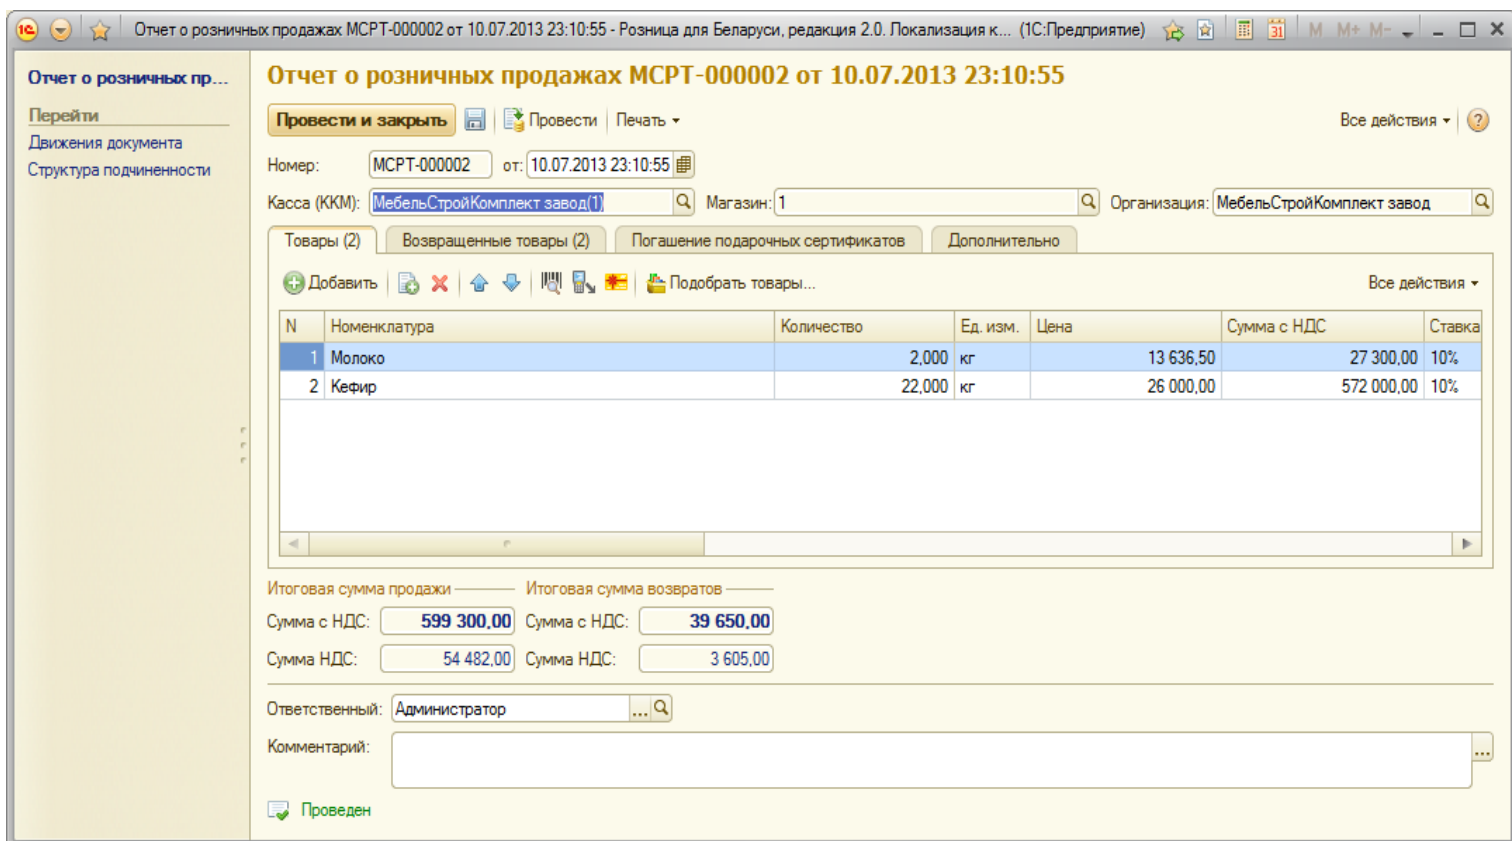 Отчет о розничных продажах МСРТ-000002 от 10.07.2013 23:10:55 - Розница для Беларуси, редакция 2.0. Локализация к... (1С:Предприятие) 31 M M+ M-
Отчет о розничных пр...
Перейти
Движения документа
Структура подчиненности
Отчет о розничных продажах МСРТ-000002 от 10.07.2013 23:10:55
Провести и закрыть Провести Печать Все действия ?
Номер: МСРТ-000002 от: 10.07.2013 23:10:55
Касса (ККМ): МебельСтройКомплект завод(1) Магазин: 1 Организация: МебельСтройКомплект завод
Товары (2) Возвращенные товары (2) Погашение подарочных сертификатов Дополнительно
Добавить Подобрать товары... Все действия
N Номенклатура Количество Ед. изм. Цена Сумма с НДС Ставка
1 Молоко 2,000 кг 13 636,50 27 300,00 10%
2 Кефир 22,000 кг 26 000,00 572 000,00 10%
Итоговая сумма продажи Итоговая сумма возвратов
Сумма с НДС: 599 300,00 Сумма с НДС: 39 650,00
Сумма НДС: 54 482,00 Сумма НДС: 3 605,00
Ответственный: Администратор ...
Комментарий: ...
Проведен